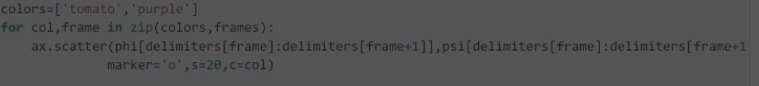 colors=['tomato','purple']
for col,frame in zip(colors,frames):
    ax.scatter(phi[delimiters[frame]:delimiters[frame+1]],psi[delimiters[frame]:delimiters[frame+1
            marker='o',s=20,c=col)